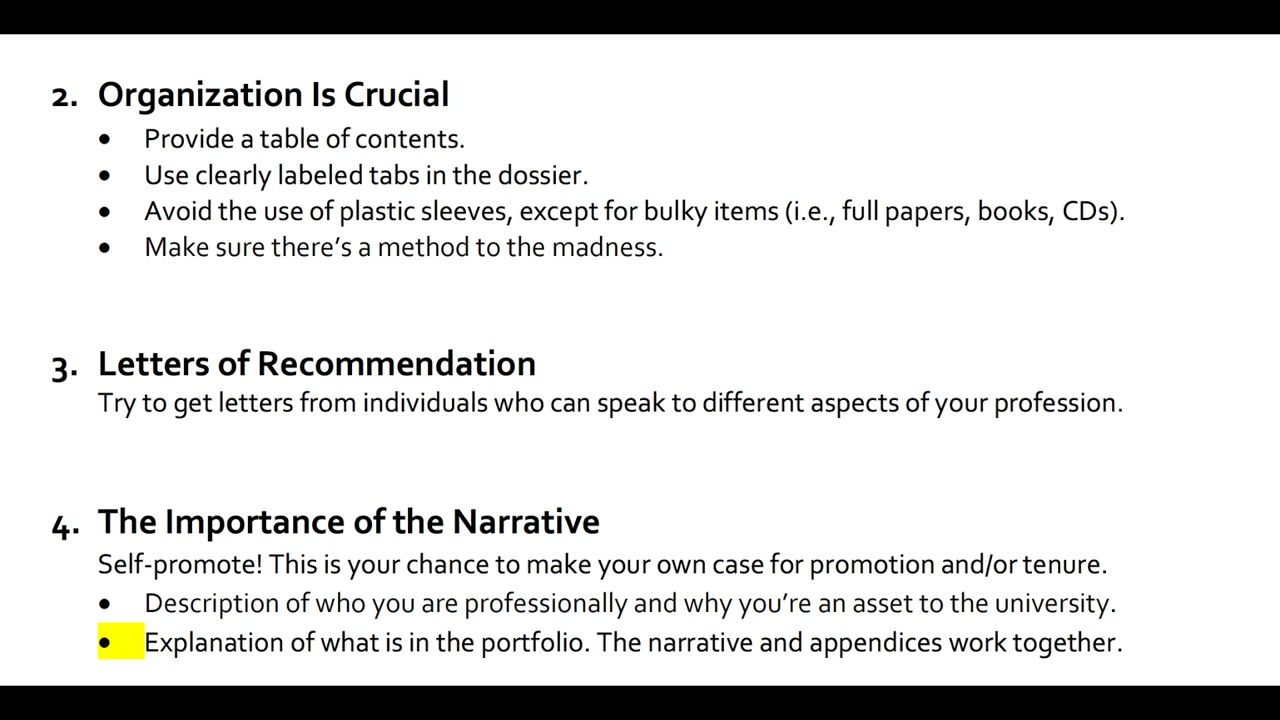 2. Organization Is Crucial
• Provide a table of contents.
• Use clearly labeled tabs in the dossier.
• Avoid the use of plastic sleeves, except for bulky items (i.e., full papers, books, CDs).
• Make sure there’s a method to the madness.
3. Letters of Recommendation
Try to get letters from individuals who can speak to different aspects of your profession.
4. The Importance of the Narrative
Self-promote! This is your chance to make your own case for promotion and/or tenure.
• Description of who you are professionally and why you’re an asset to the university.
• Explanation of what is in the portfolio. The narrative and appendices work together.